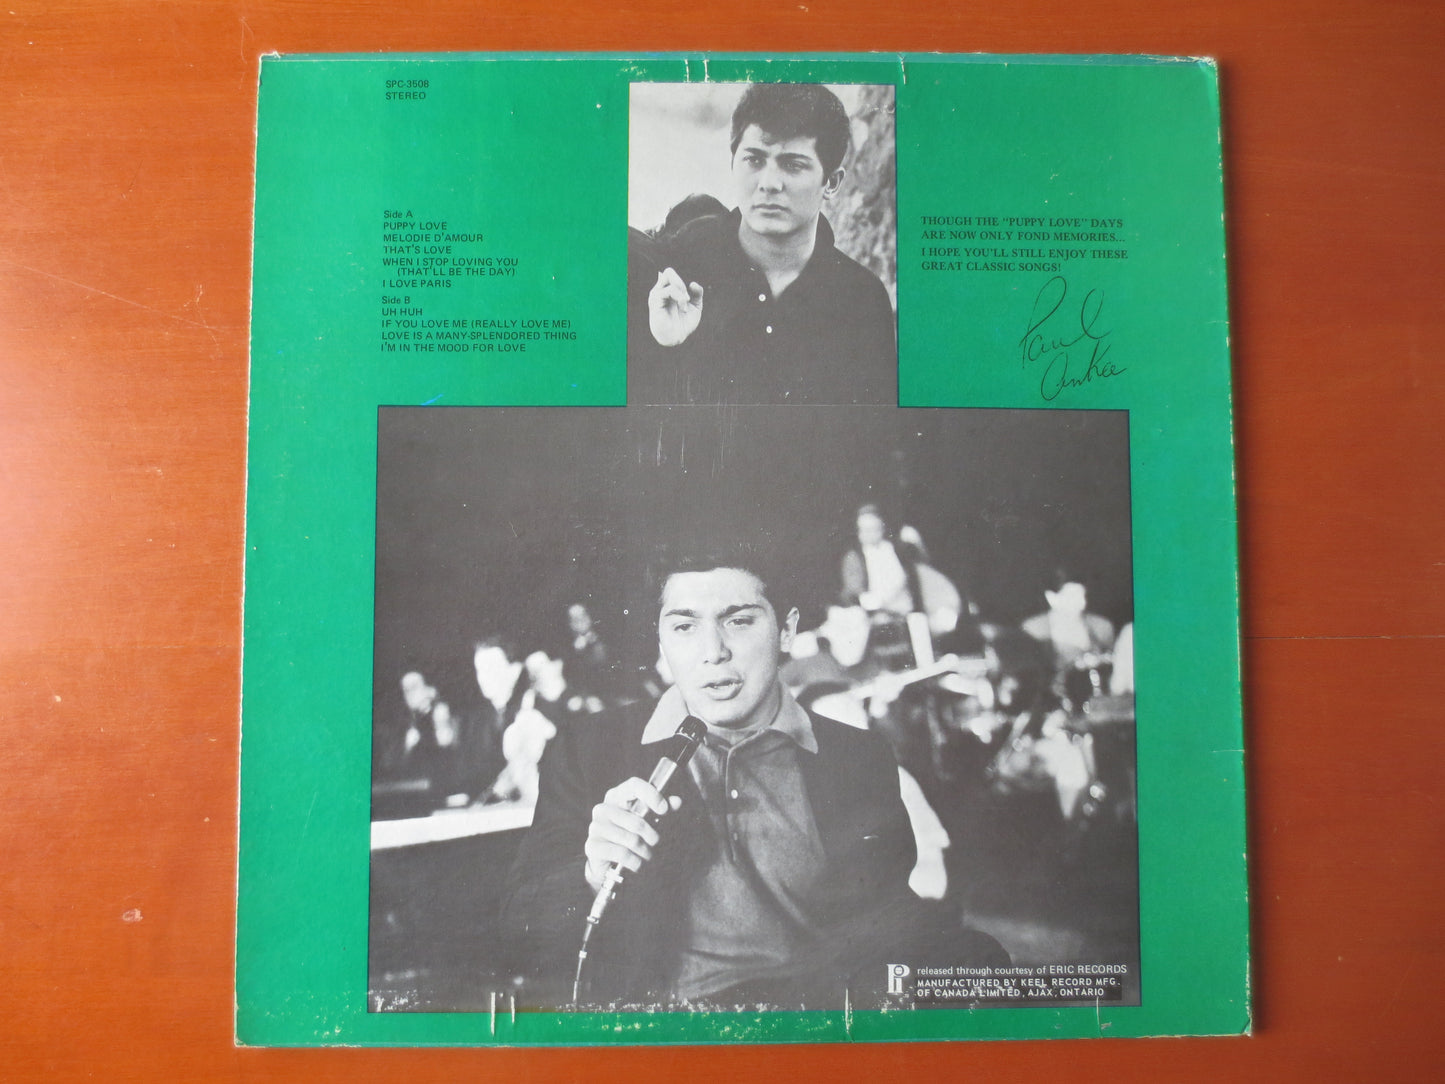 SPC-3508
STEREO
Side A
PUPPY LOVE
MELODIE D'AMOUR
THAT'S LOVE
WHEN I STOP LOVING YOU
(THAT'LL BE THE DAY)
I LOVE PARIS
Side B
UH HUH
IF YOU LOVE ME (REALLY LOVE ME)
LOVE IS A MANY-SPLENDORED THING
I'M IN THE MOOD FOR LOVE
THOUGH THE "PUPPY LOVE" DAYS
ARE NOW ONLY FOND MEMORIES...
I HOPE YOU'LL STILL ENJOY THESE
GREAT CLASSIC SONGS!
Paul
Anka
Pi
released through courtesy of ERIC RECORDS
MANUFACTURED BY KEEL RECORD MFG.
OF CANADA LIMITED, AJAX, ONTARIO